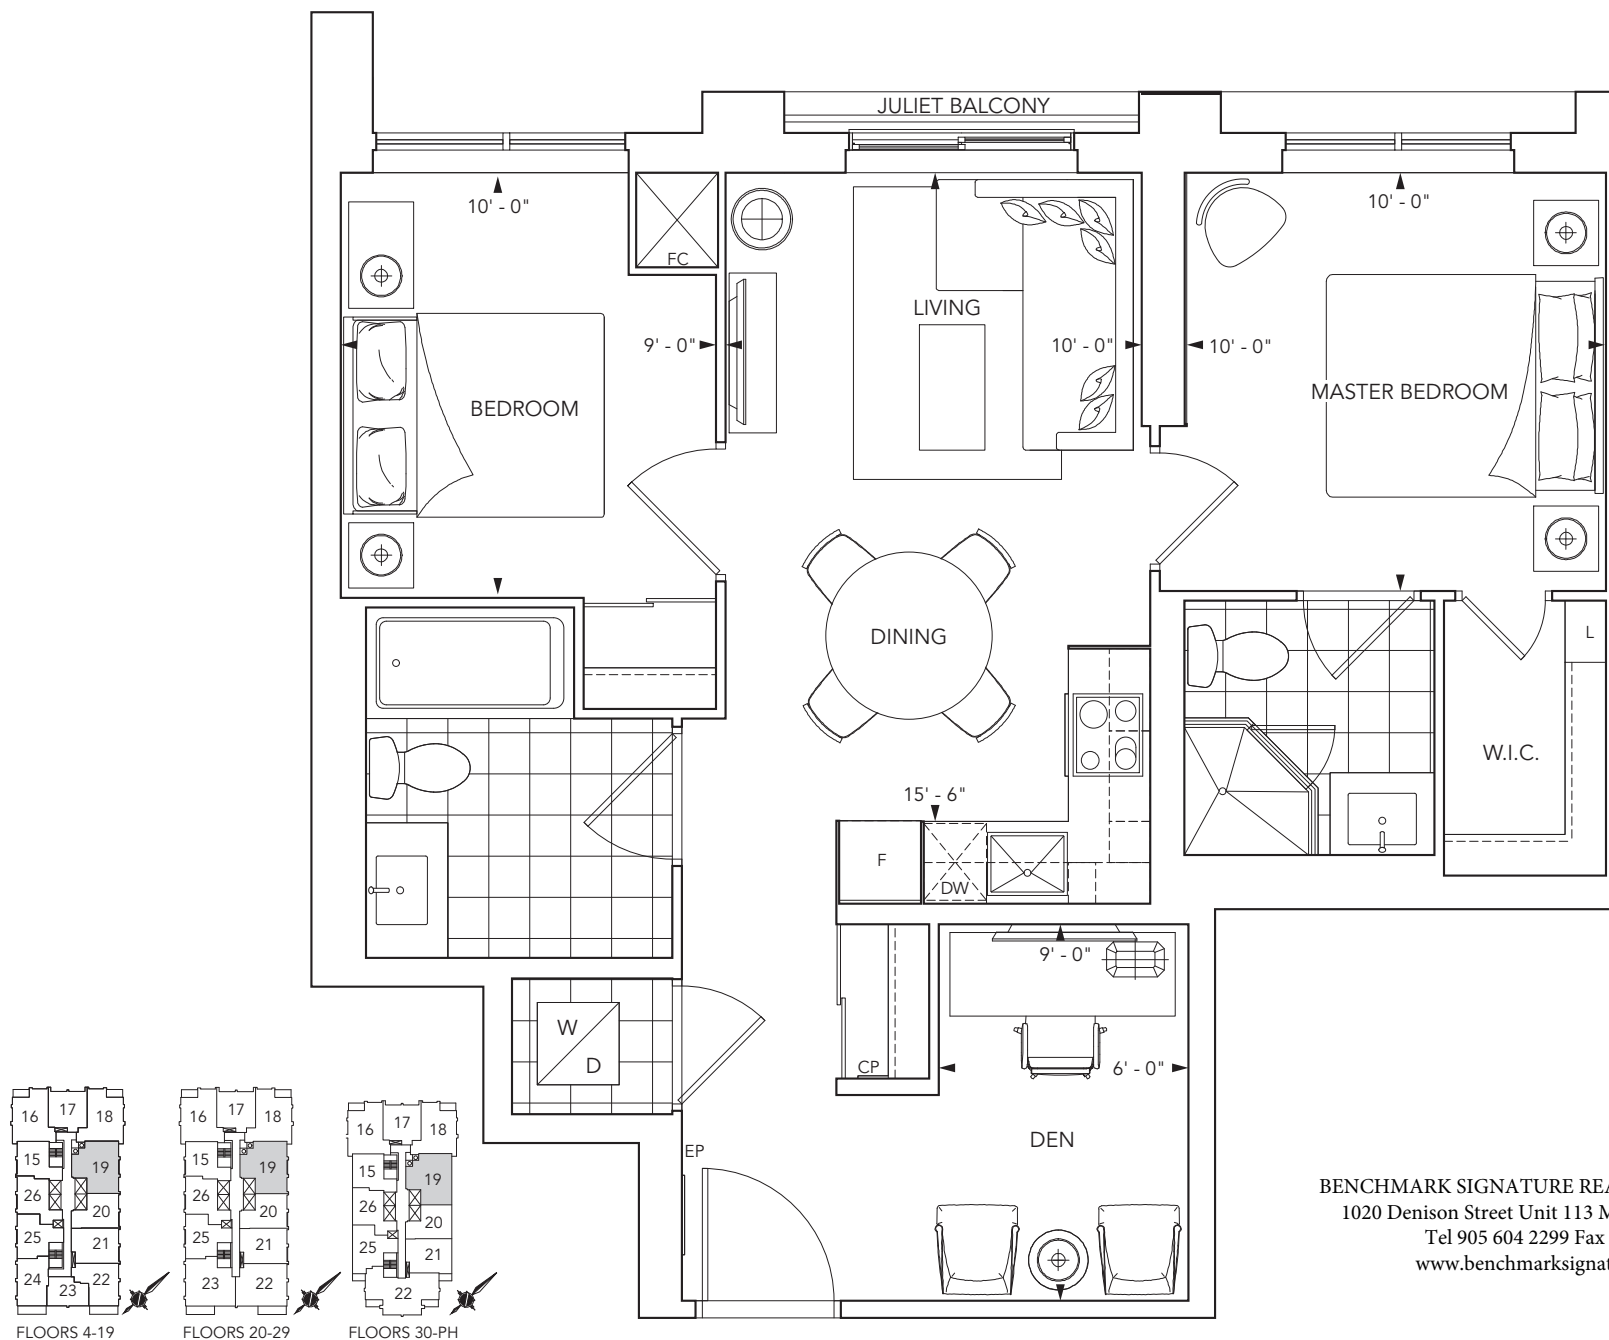 JULIET BALCONY
10' - 0"
10' - 0"
FC
LIVING
9' - 0"
10' - 0"
10' - 0"
BEDROOM
MASTER BEDROOM
DINING
L
W.I.C.
15' - 6"
F
DW
9' - 0"
W
D
CP
6' - 0"
DEN
EP
16
17
18
15
19
26
20
25
21
24
23
22
FLOORS 4-19
16
17
18
15
19
26
20
25
21
23
22
FLOORS 20-29
16
17
18
15
19
26
20
25
21
22
FLOORS 30-PH
BENCHMARK SIGNATURE REA
1020 Denison Street Unit 113 M
Tel 905 604 2299 Fax
www.benchmarksignat